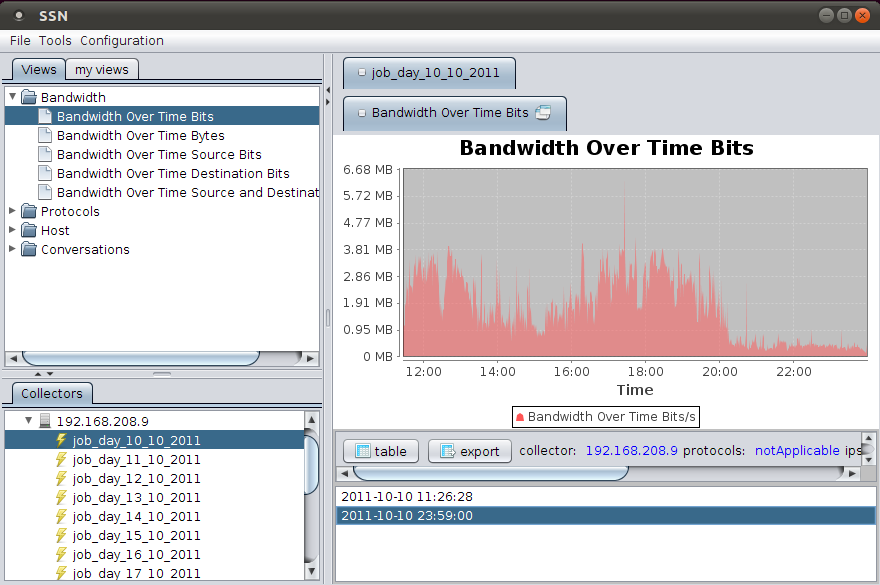 SSN
File Tools Configuration
Views my views
Bandwidth
Bandwidth Over Time Bits
Bandwidth Over Time Bytes
Bandwidth Over Time Source Bits
Bandwidth Over Time Destination Bits
Bandwidth Over Time Source and Destinat
Protocols
Host
Conversations
Collectors
192.168.208.9
job_day_10_10_2011
job_day_11_10_2011
job_day_12_10_2011
job_day_13_10_2011
job_day_14_10_2011
job_day_15_10_2011
job_day_16_10_2011
job_day_17_10_2011
job_day_10_10_2011
Bandwidth Over Time Bits
Bandwidth Over Time Bits
6.68 MB
5.72 MB
4.77 MB
3.81 MB
2.86 MB
1.91 MB
0.95 MB
0 MB
12:00 14:00 16:00 18:00 20:00 22:00
Time
Bandwidth Over Time Bits/s
table export collector: 192.168.208.9 protocols: notApplicable ips
2011-10-10 11:26:28
2011-10-10 23:59:00